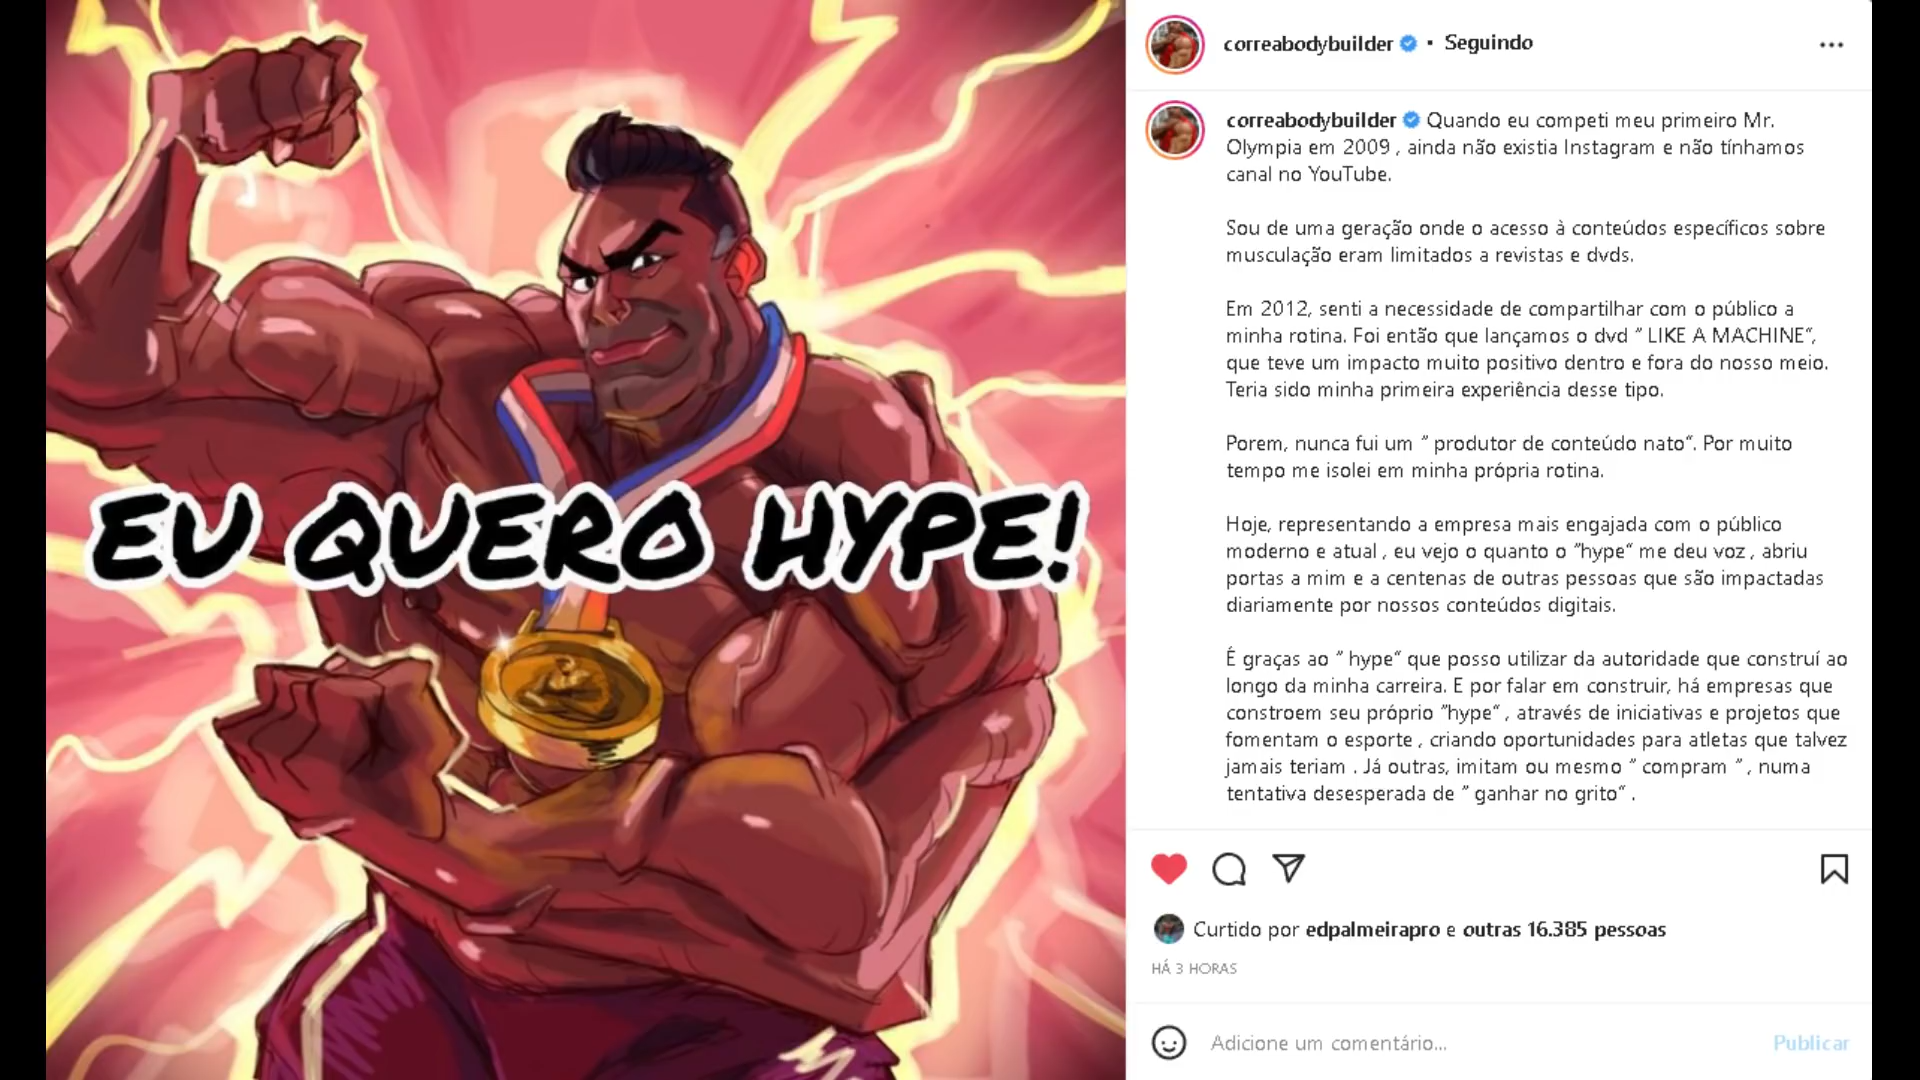 EU QUERO HYPE!
correabodybuilder • Seguindo
correabodybuilder Quando eu competi meu primeiro Mr.
Olympia em 2009 , ainda não existia Instagram e não tínhamos
canal no YouTube.
Sou de uma geração onde o acesso à conteúdos específicos sobre
musculação eram limitados a revistas e dvds.
Em 2012, senti a necessidade de compartilhar com o público a
minha rotina. Foi então que lançamos o dvd " LIKE A MACHINE",
que teve um impacto muito positivo dentro e fora do nosso meio.
Teria sido minha primeira experiência desse tipo.
Porem, nunca fui um " produtor de conteúdo nato". Por muito
tempo me isolei em minha própria rotina.
Hoje, representando a empresa mais engajada com o público
moderno e atual , eu vejo o quanto o "hype" me deu voz , abriu
portas a mim e a centenas de outras pessoas que são impactadas
diariamente por nossos conteúdos digitais.
É graças ao " hype" que posso utilizar da autoridade que construí ao
longo da minha carreira. E por falar em construir, há empresas que
constroem seu próprio "hype" , através de iniciativas e projetos que
fomentam o esporte , criando oportunidades para atletas que talvez
jamais teriam . Já outras, imitam ou mesmo " compram " , numa
tentativa desesperada de " ganhar no grito" .
Curtido por edpalmeirapro e outras 16.385 pessoas
HÁ 3 HORAS
Adicione um comentário... Publicar